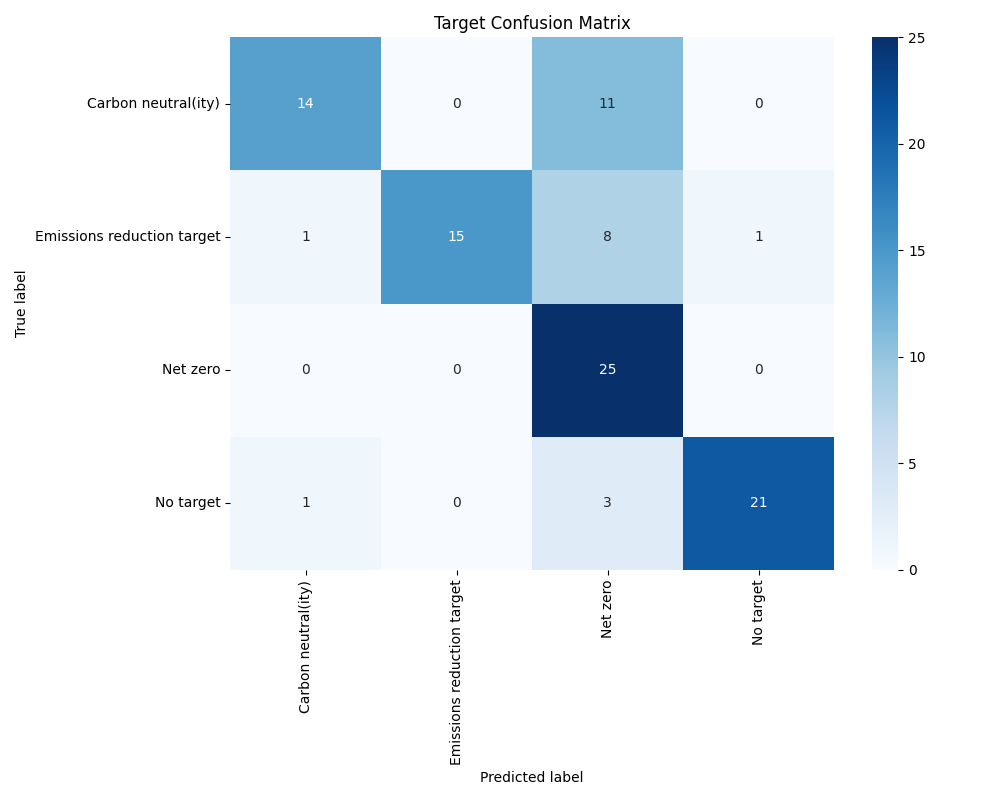 Target Confusion Matrix
True label
Carbon neutral(ity)
14 0 11 0
Emissions reduction target
1 15 8 1
Net zero
0 0 25 0
No target
1 0 3 21
Carbon neutral(ity)
Emissions reduction target
Net zero
No target
Predicted label
25
20
15
10
5
0